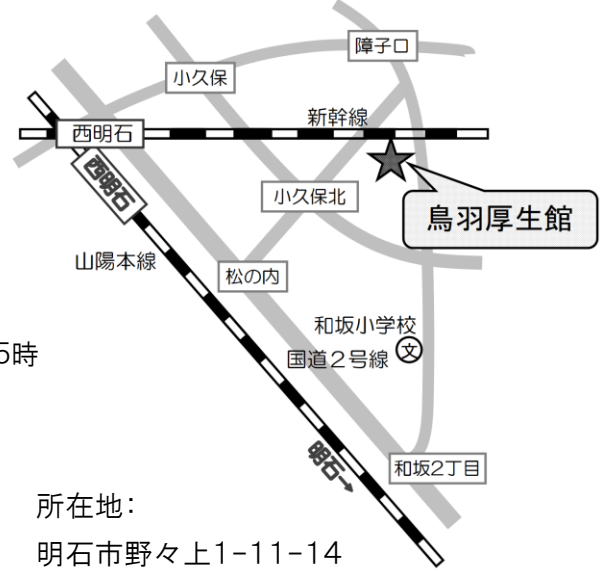 障子口
小久保
新幹線
西明石
西明石
小久保北
鳥羽厚生館
山陽本線
松の内
和坂小学校
文
国道2号線
5時
明石→
和坂2丁目
所在地：
明石市野々上1-11-14